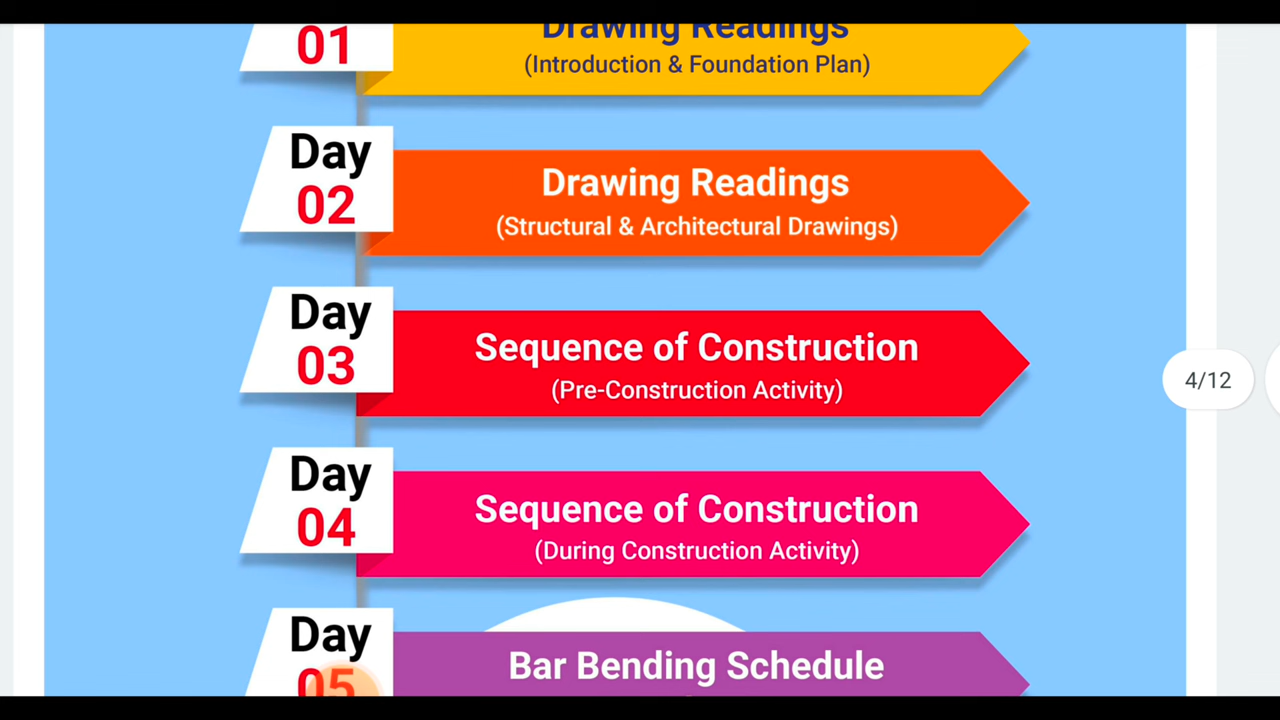 01
Drawing Readings
(Introduction & Foundation Plan)
Day
02
Drawing Readings
(Structural & Architectural Drawings)
Day
03
Sequence of Construction
(Pre-Construction Activity)
4/12
Day
04
Sequence of Construction
(During Construction Activity)
Day
05
Bar Bending Schedule